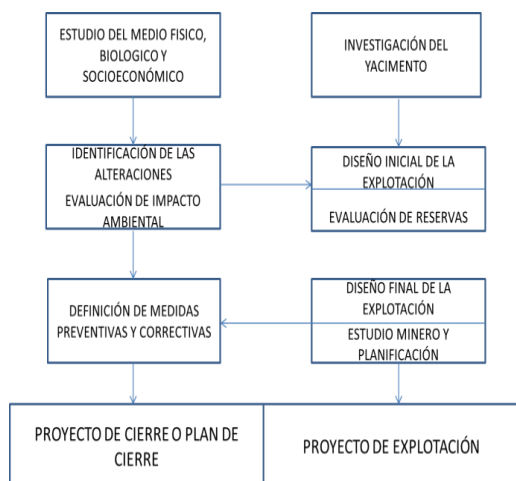 ESTUDIO DEL MEDIO FISICO,
BIOLOGICO Y
SOCIOECONÓMICO
INVESTIGACIÓN DEL
YACIMENTO
IDENTIFICACIÓN DE LAS
ALTERACIONES
EVALUACIÓN DE IMPACTO
AMBIENTAL
DISEÑO INICIAL DE LA
EXPLOTACIÓN
EVALUACIÓN DE RESERVAS
DEFINICIÓN DE MEDIDAS
PREVENTIVAS Y CORRECTIVAS
DISEÑO FINAL DE LA
EXPLOTACIÓN
ESTUDIO MINERO Y
PLANIFICACIÓN
PROYECTO DE CIERRE O PLAN DE
CIERRE
PROYECTO DE EXPLOTACIÓN